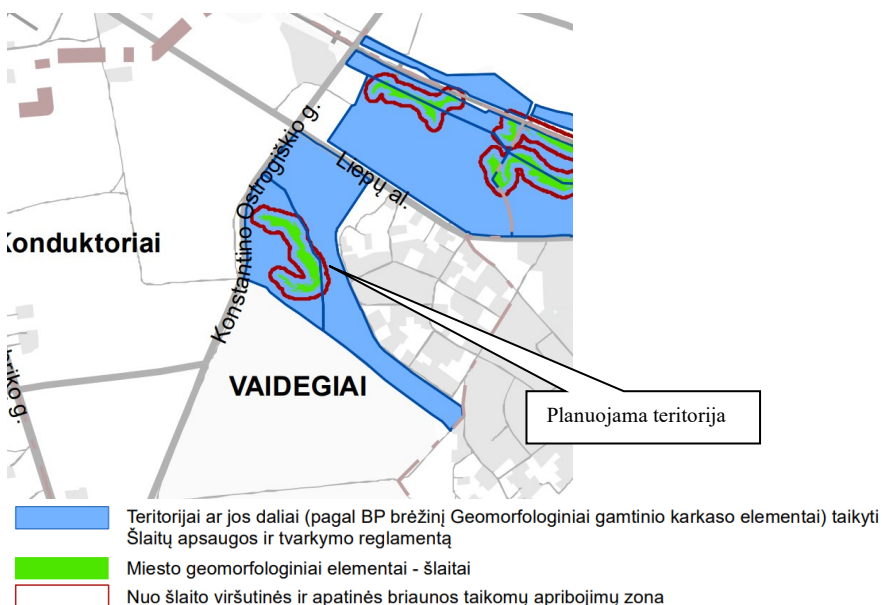 Konstantino Ostrogiškio g.
Liepų al.
Konduktoriai
VAIDEGIAI
riko g.
Planuojama teritorija
Teritorijai ar jos daliai (pagal BP brėžinį Geomorfologiniai gamtinio karkaso elementai) taikyti
Šlaitų apsaugos ir tvarkymo reglamentą
Miesto geomorfologiniai elementai - šlaitai
Nuo šlaito viršutinės ir apatinės briaunos taikomų apribojimų zona